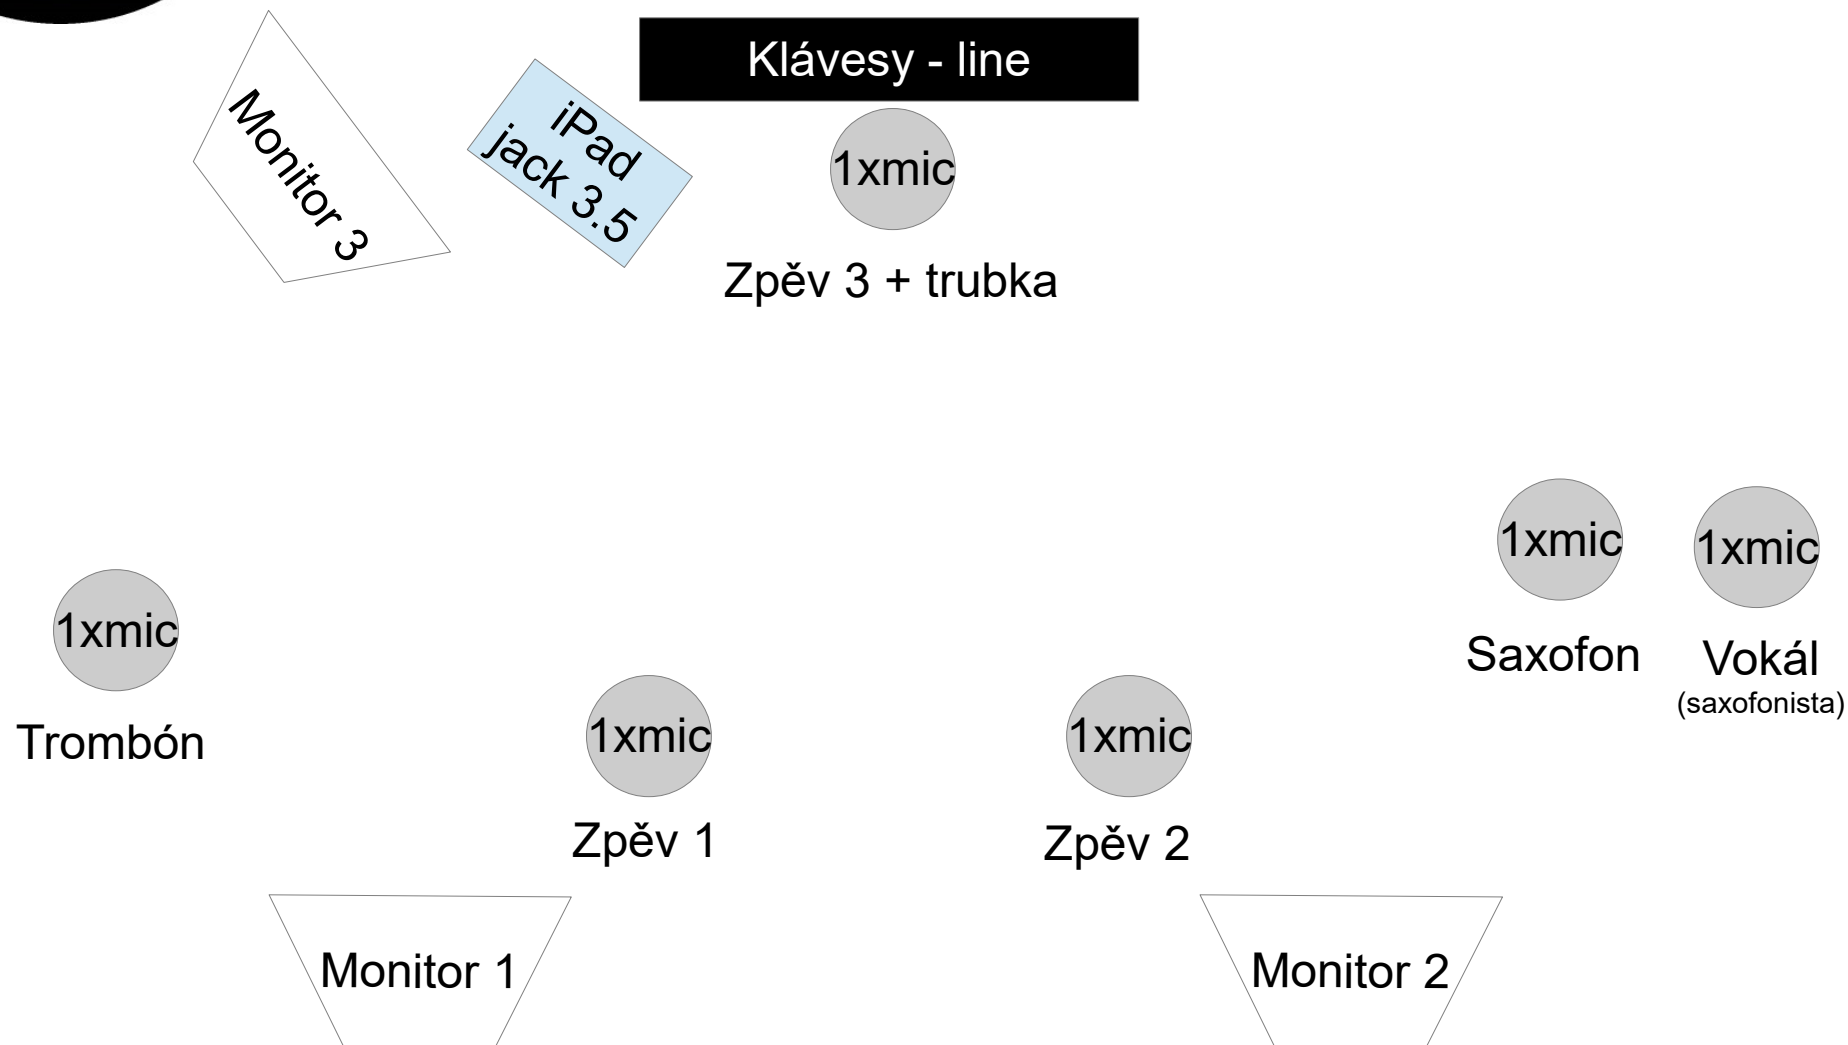 Klávesy - line
Monitor 3
iPad
jack 3.5
1xmic
Zpěv 3 + trubka
1xmic
Saxofon
1xmic
Vokál
(saxofonista)
1xmic
Trombón
1xmic
Zpěv 1
1xmic
Zpěv 2
Monitor 1
Monitor 2